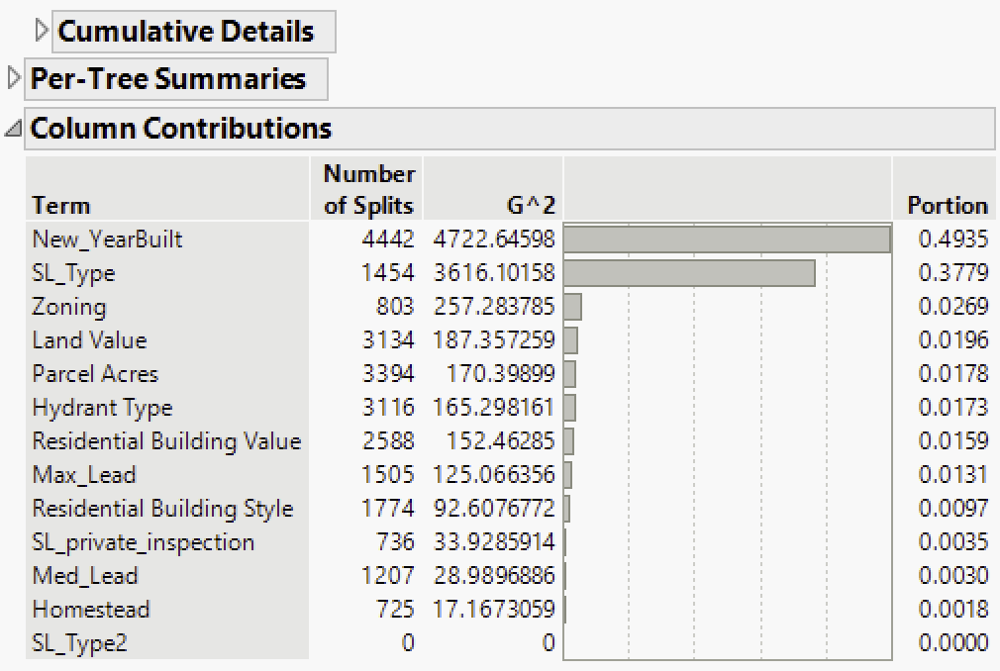 Cumulative Details
Per-Tree Summaries
Column Contributions
Term Number of Splits G^2 Portion
New_YearBuilt 4442 4722.64598 0.4935
SL_Type 1454 3616.10158 0.3779
Zoning 803 257.283785 0.0269
Land Value 3134 187.357259 0.0196
Parcel Acres 3394 170.39899 0.0178
Hydrant Type 3116 165.298161 0.0173
Residential Building Value 2588 152.46285 0.0159
Max_Lead 1505 125.066356 0.0131
Residential Building Style 1774 92.6076772 0.0097
SL_private_inspection 736 33.9285914 0.0035
Med_Lead 1207 28.9896886 0.0030
Homestead 725 17.1673059 0.0018
SL_Type2 0 0 0.0000